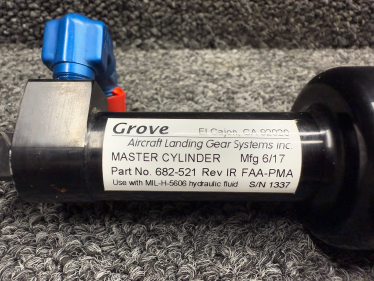 Grove El Cajon, CA 92020
Aircraft Landing Gear Systems Inc.
MASTER CYLINDER Mfg 6/17
Part No. 682-521 Rev IR FAA-PMA
Use with MIL-H-5606 hydraulic fluid S/N 1337